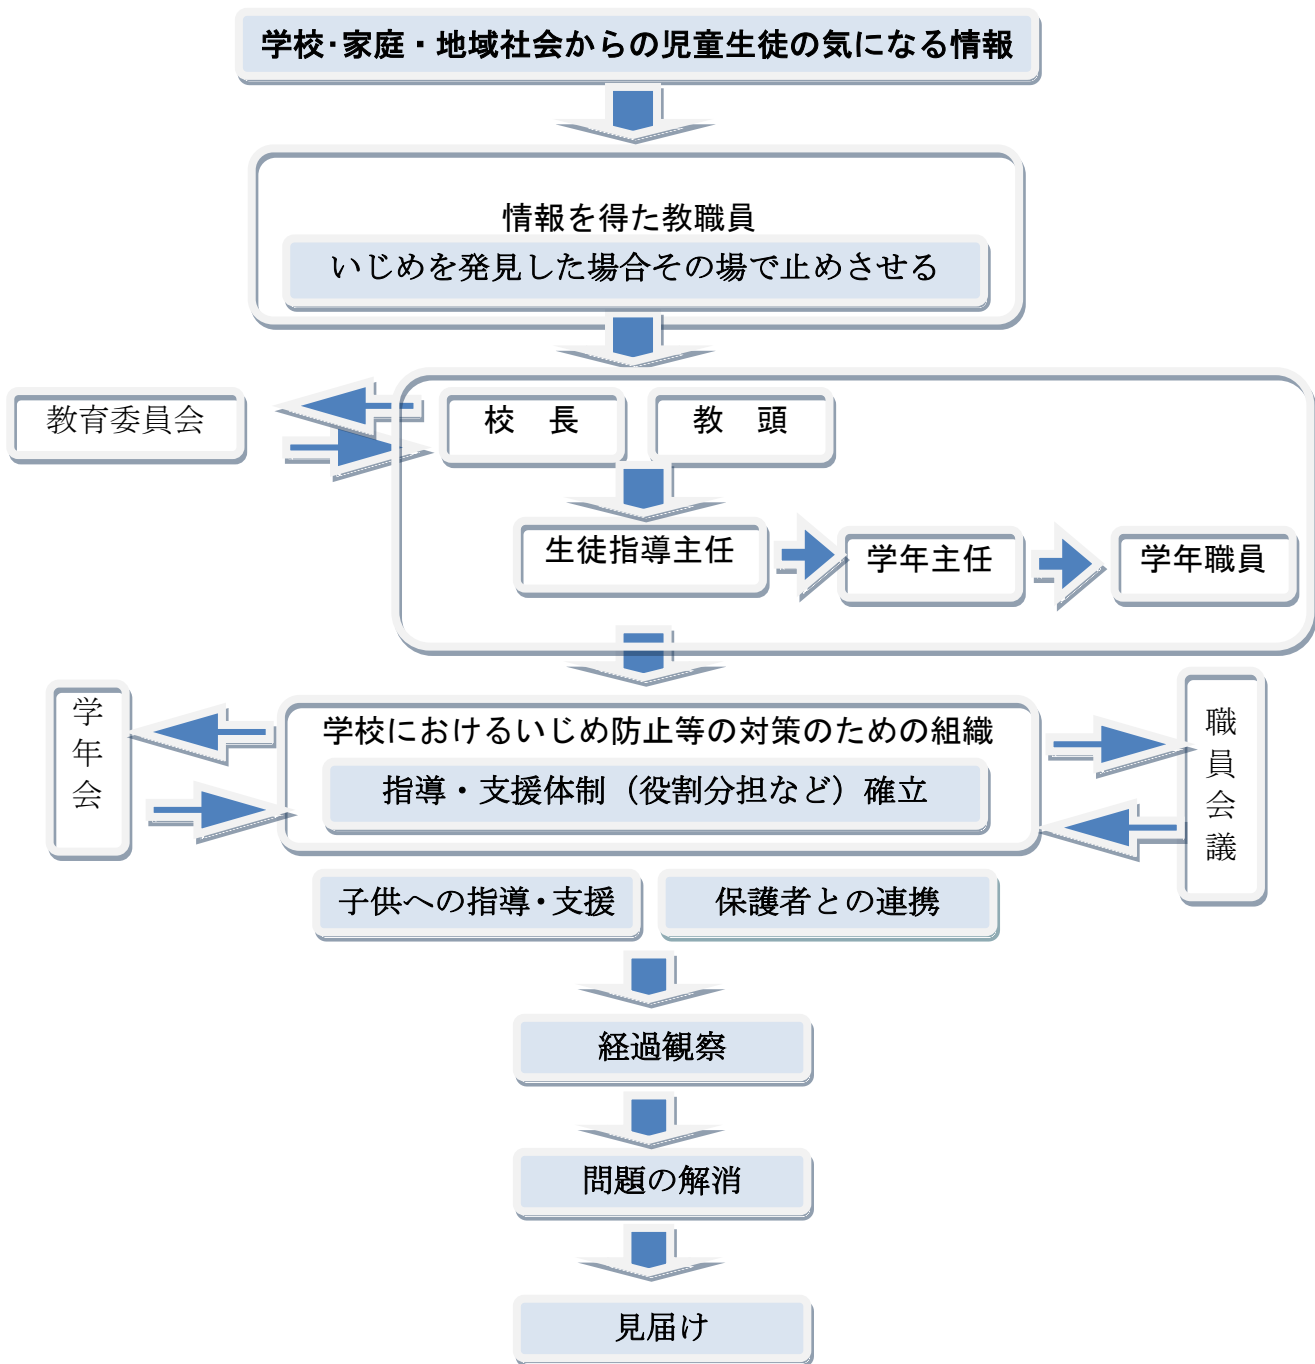 学校・家庭・地域社会からの児童生徒の気になる情報
情報を得た教職員
いじめを発見した場合その場で止めさせる
教育委員会
校　長
教　頭
生徒指導主任
学年主任
学年職員
学年会
学校におけるいじめ防止等の対策のための組織
指導・支援体制（役割分担など）確立
職員会議
子供への指導・支援
保護者との連携
経過観察
問題の解消
見届け